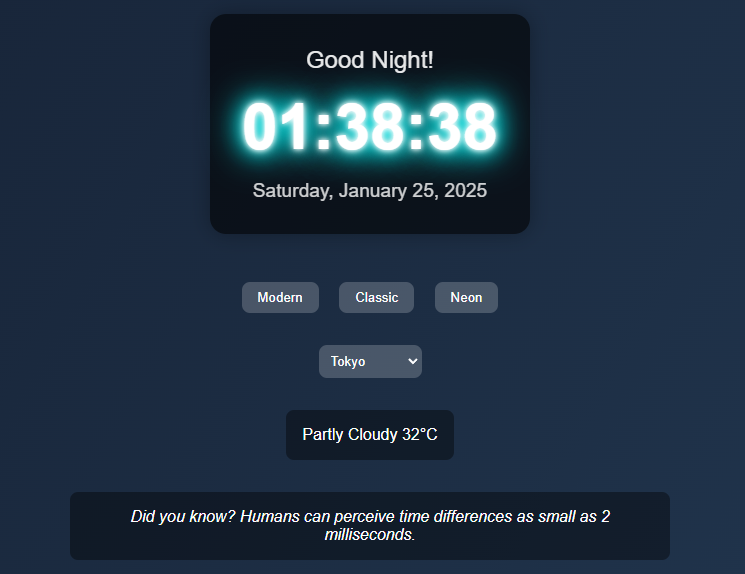 Good Night!
01:38:38
Saturday, January 25, 2025
Modern Classic Neon
Tokyo
Partly Cloudy 32°C
Did you know? Humans can perceive time differences as small as 2
milliseconds.